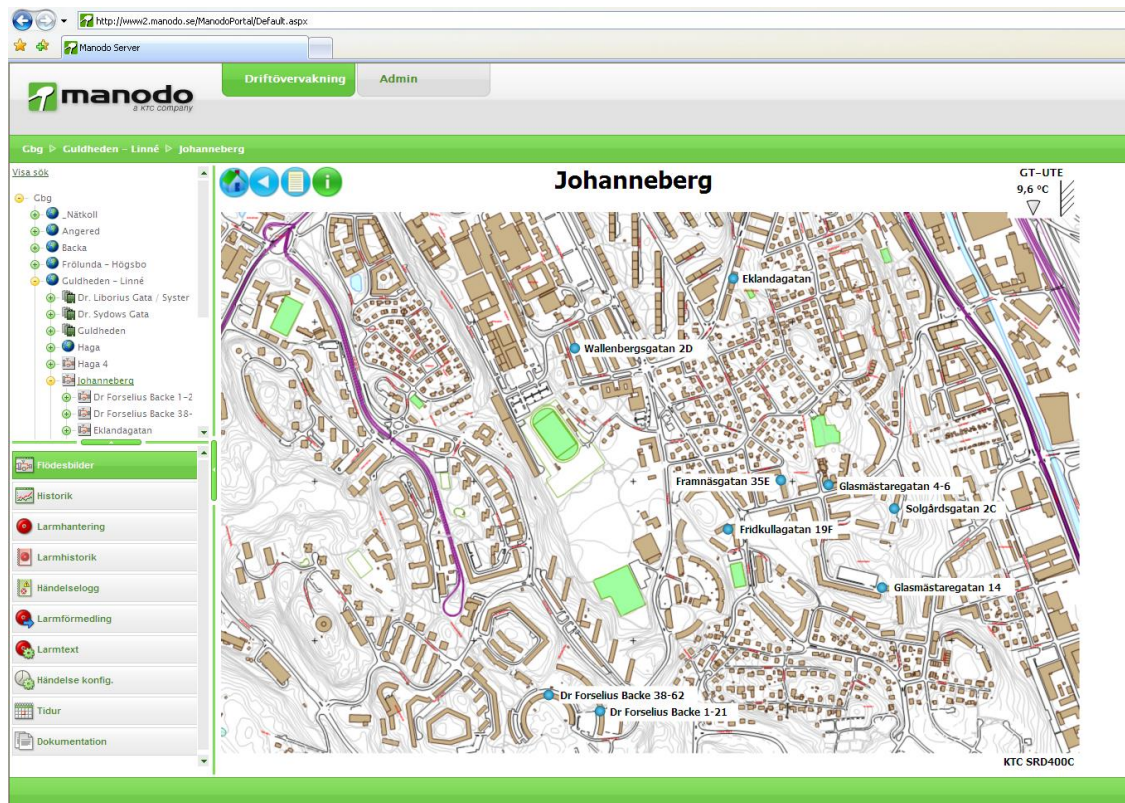 http://www2.manodo.se/ManodoPortal/Default.aspx
Manodo Server
manodo
a KTC company
Driftövervakning
Admin
Cbg ▷ Guldheden – Linné ▷ Johanneberg
Visa sök
Cbg
_Nätkoll
Angered
Backa
Frölunda – Högsbo
Guldheden – Linné
Dr. Liborius Gata / Syster
Dr. Sydows Gata
Guldheden
Haga
Haga 4
Johanneberg
Dr Forselius Backe 1–2
Dr Forselius Backe 38-
Eklandagatan
Flödesbilder
Historik
Larmhantering
Larmhistorik
Händelselogg
Larmförmedling
Larmtext
Händelse konfig.
Tidur
Dokumentation
Johanneberg
GT–UTE
9,6 °C
Eklandagatan
Wallenbergsgatan 2D
Framnäsgatan 35E
Glasmästaregatan 4-6
Solgårdsgatan 2C
Fridkullagatan 19F
Glasmästaregatan 14
Dr Forselius Backe 38-62
Dr Forselius Backe 1-21
KTC SRD400C